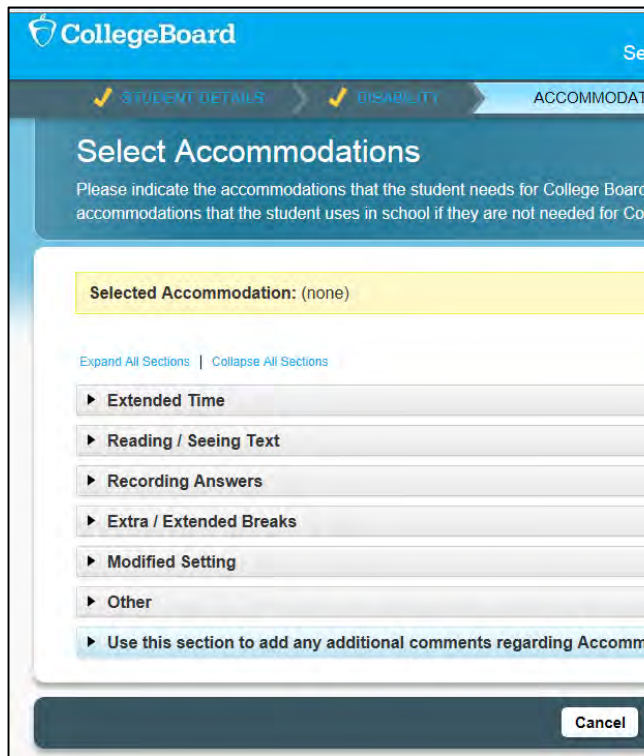 CollegeBoard
Se
STUDENT DETAILS DISABILITY ACCOMMODAT
Select Accommodations
Please indicate the accommodations that the student needs for College Board
accommodations that the student uses in school if they are not needed for Co
Selected Accommodation: (none)
Expand All Sections | Collapse All Sections
Extended Time
Reading / Seeing Text
Recording Answers
Extra / Extended Breaks
Modified Setting
Other
Use this section to add any additional comments regarding Accomm
Cancel